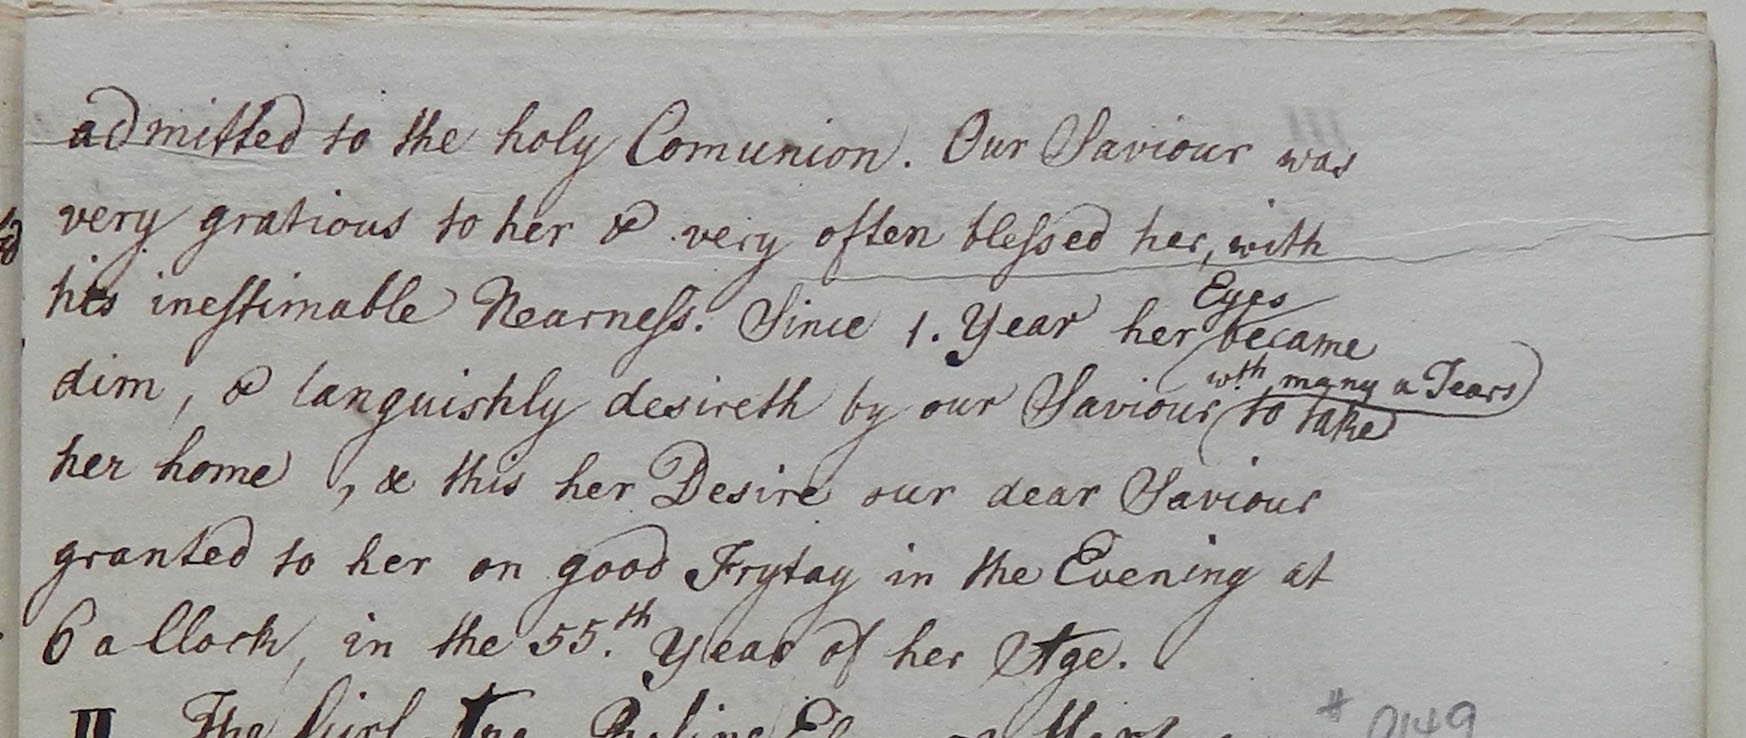 admitted to the holy Comunion. Our Saviour was
very gratious to her & very often blessed her, with
his inestimable Nearness. Since 1. Year her Eyes became
dim, & languishly desireth by our Saviour (wth. many a Tears) to take
her home, & this her Desire our dear Saviour
granted to her on good Frytay in the Evening at
6 a Clock, in the 55.th Year of her Age.
II The Girl
# 0149